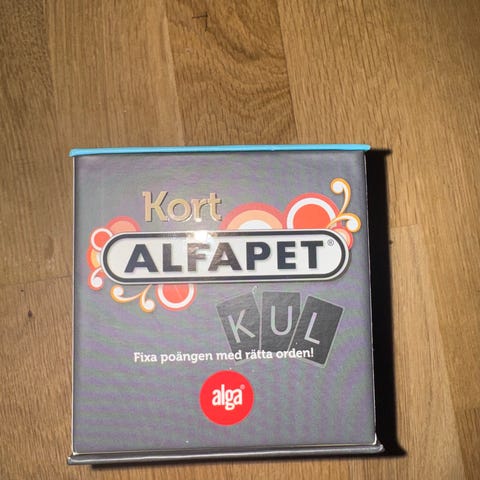 Kort
ALFAPET®
KUL
Fixa poängen med rätta orden!
alga®